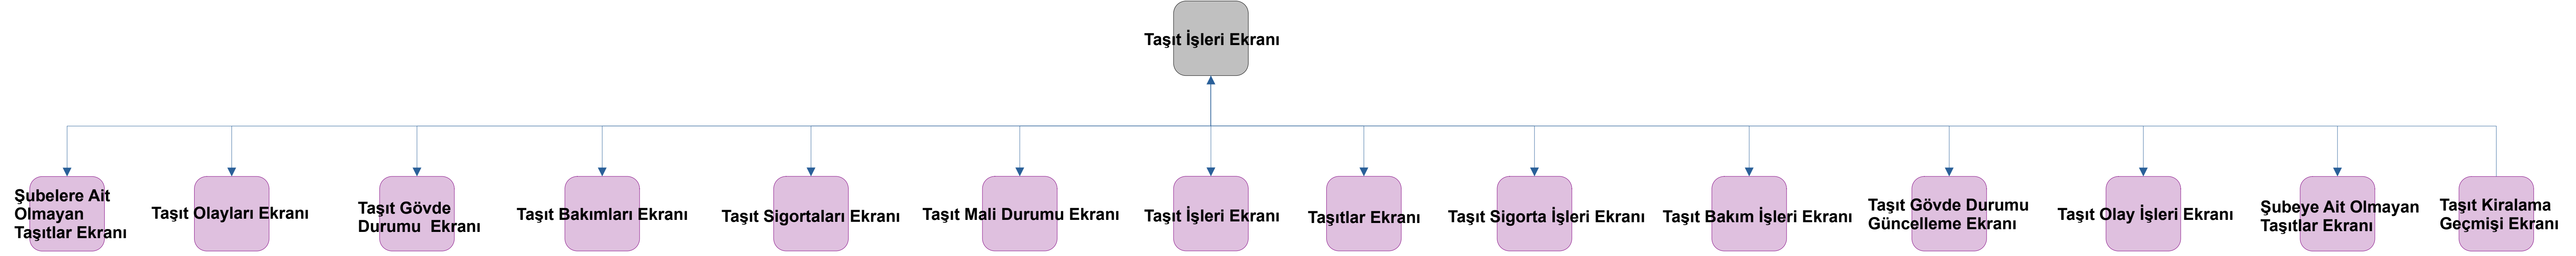 Taşıt İşleri Ekranı
Şubelere Ait
Olmayan
Taşıtlar Ekranı
Taşıt Olayları Ekranı
Taşıt Gövde
Durumu  Ekranı
Taşıt Bakımları Ekranı
Taşıt Sigortaları Ekranı
Taşıt Mali Durumu Ekranı
Taşıt İşleri Ekranı
Taşıtlar Ekranı
Taşıt Sigorta İşleri Ekranı
Taşıt Bakım İşleri Ekranı
Taşıt Gövde Durumu
Güncelleme Ekranı
Taşıt Olay İşleri Ekranı
Şubeye Ait Olmayan
Taşıtlar Ekranı
Taşıt Kiralama
Geçmişi Ekranı